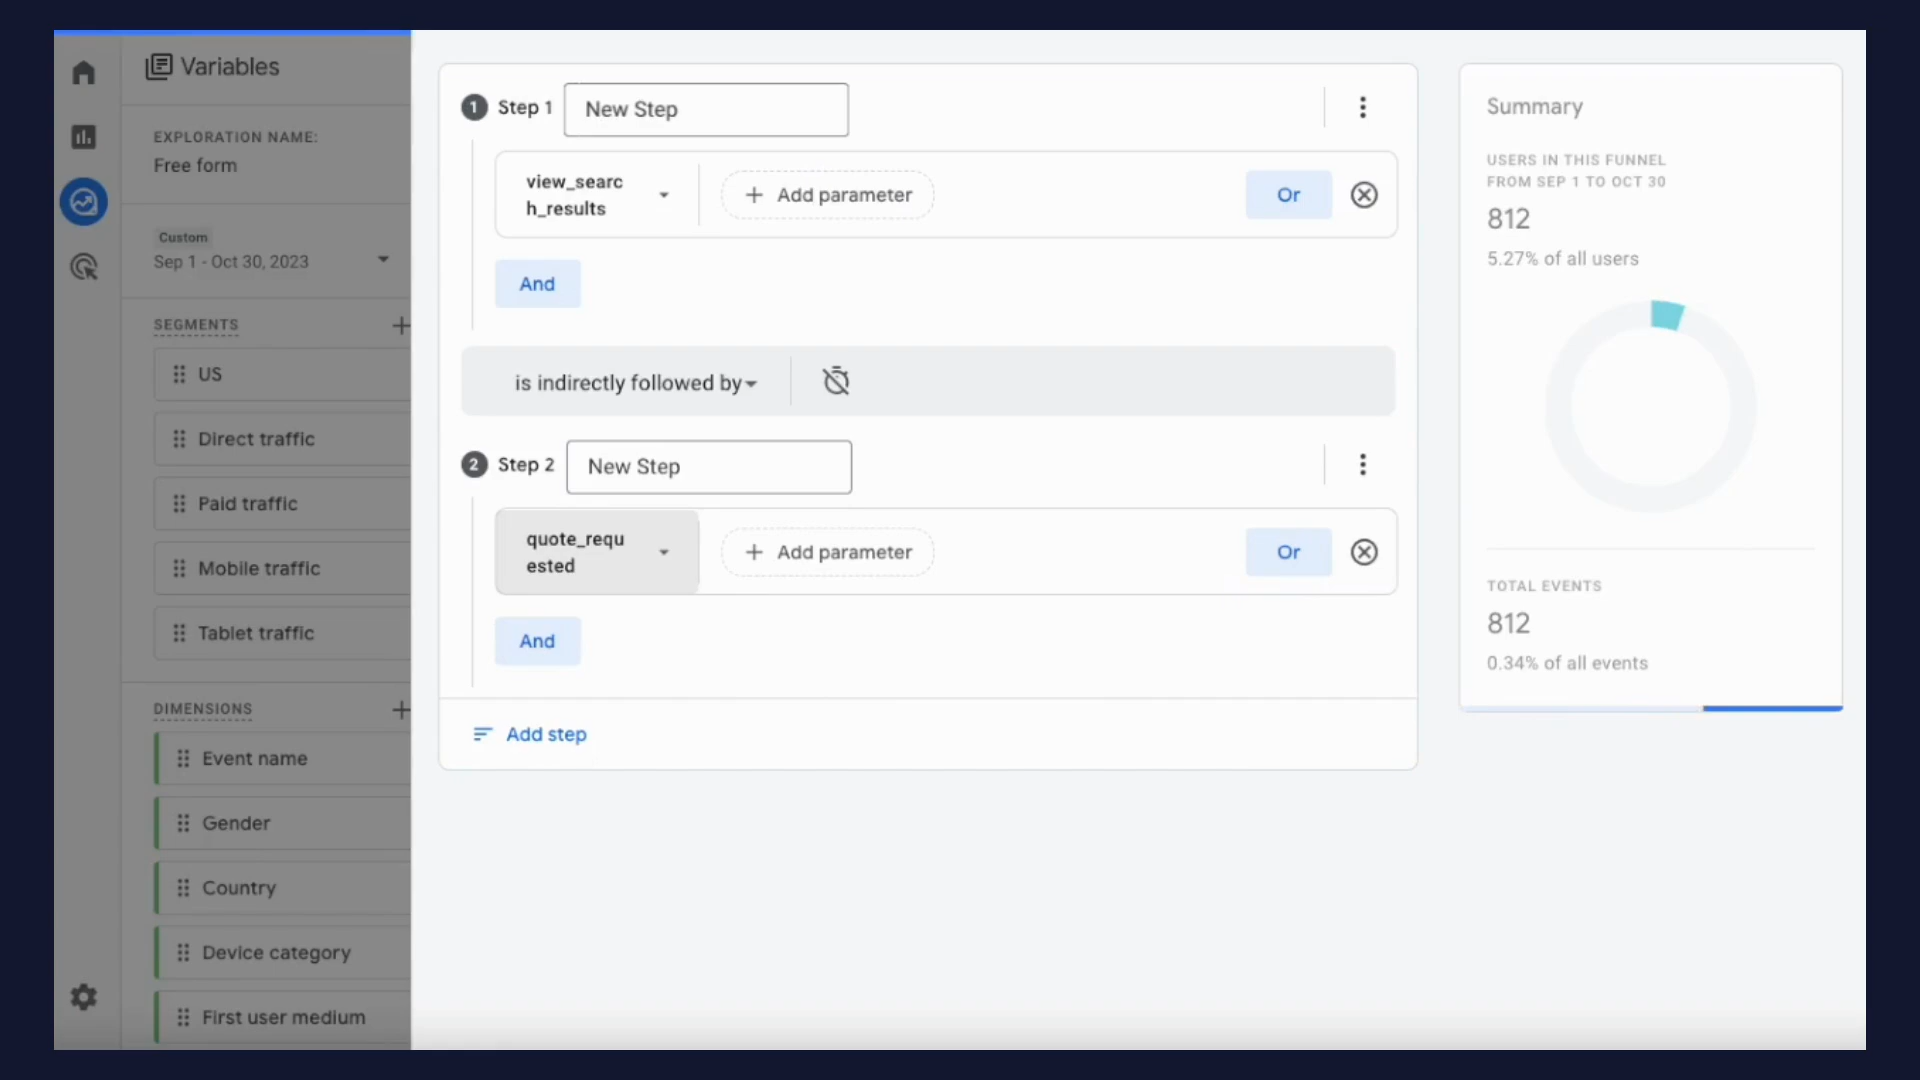 Variables
EXPLORATION NAME:
Free form
Custom
Sep 1 - Oct 30, 2023
SEGMENTS
US
Direct traffic
Paid traffic
Mobile traffic
Tablet traffic
DIMENSIONS
Event name
Gender
Country
Device category
First user medium
1 Step 1 New Step
view_searc
h_results
Add parameter
Or
And
is indirectly followed by
2 Step 2 New Step
quote_requ
ested
Add parameter
Or
And
Add step
Summary
USERS IN THIS FUNNEL
FROM SEP 1 TO OCT 30
812
5.27% of all users
TOTAL EVENTS
812
0.34% of all events